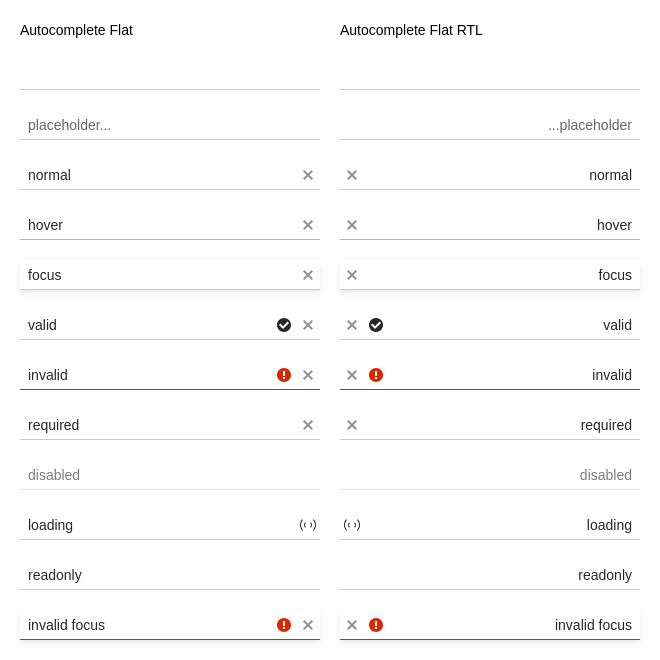 Autocomplete Flat
placeholder...
normal
hover
focus
valid
invalid
required
disabled
loading
readonly
invalid focus
Autocomplete Flat RTL
...placeholder
normal
hover
focus
valid
invalid
required
disabled
loading
readonly
invalid focus